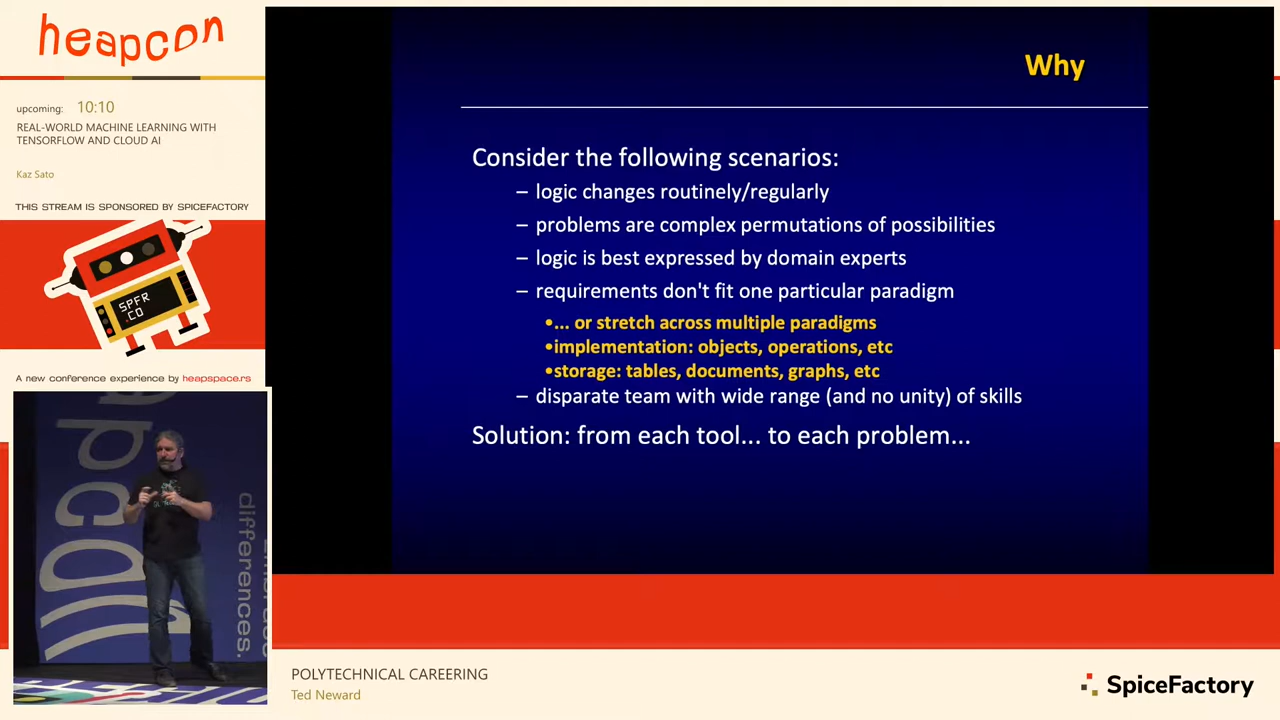 heapcon
upcoming: 10:10
REAL-WORLD MACHINE LEARNING WITH
TENSORFLOW AND CLOUD AI
Kaz Sato
THIS STREAM IS SPONSORED BY SPICEFACTORY
SPFR
.CO
A new conference experience by heapspace.rs
apcon
differences.
Why
Consider the following scenarios:
– logic changes routinely/regularly
– problems are complex permutations of possibilities
– logic is best expressed by domain experts
– requirements don't fit one particular paradigm
•... or stretch across multiple paradigms
•implementation: objects, operations, etc
•storage: tables, documents, graphs, etc
– disparate team with wide range (and no unity) of skills
Solution: from each tool... to each problem...
POLYTECHNICAL CAREERING
Ted Neward
SpiceFactory